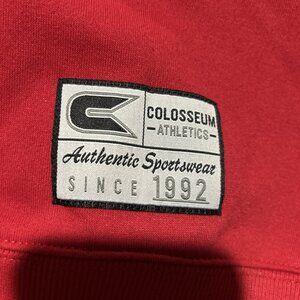 COLOSSEUM
-ATHLETICS-
Authentic Sportswear
SINCE 1992